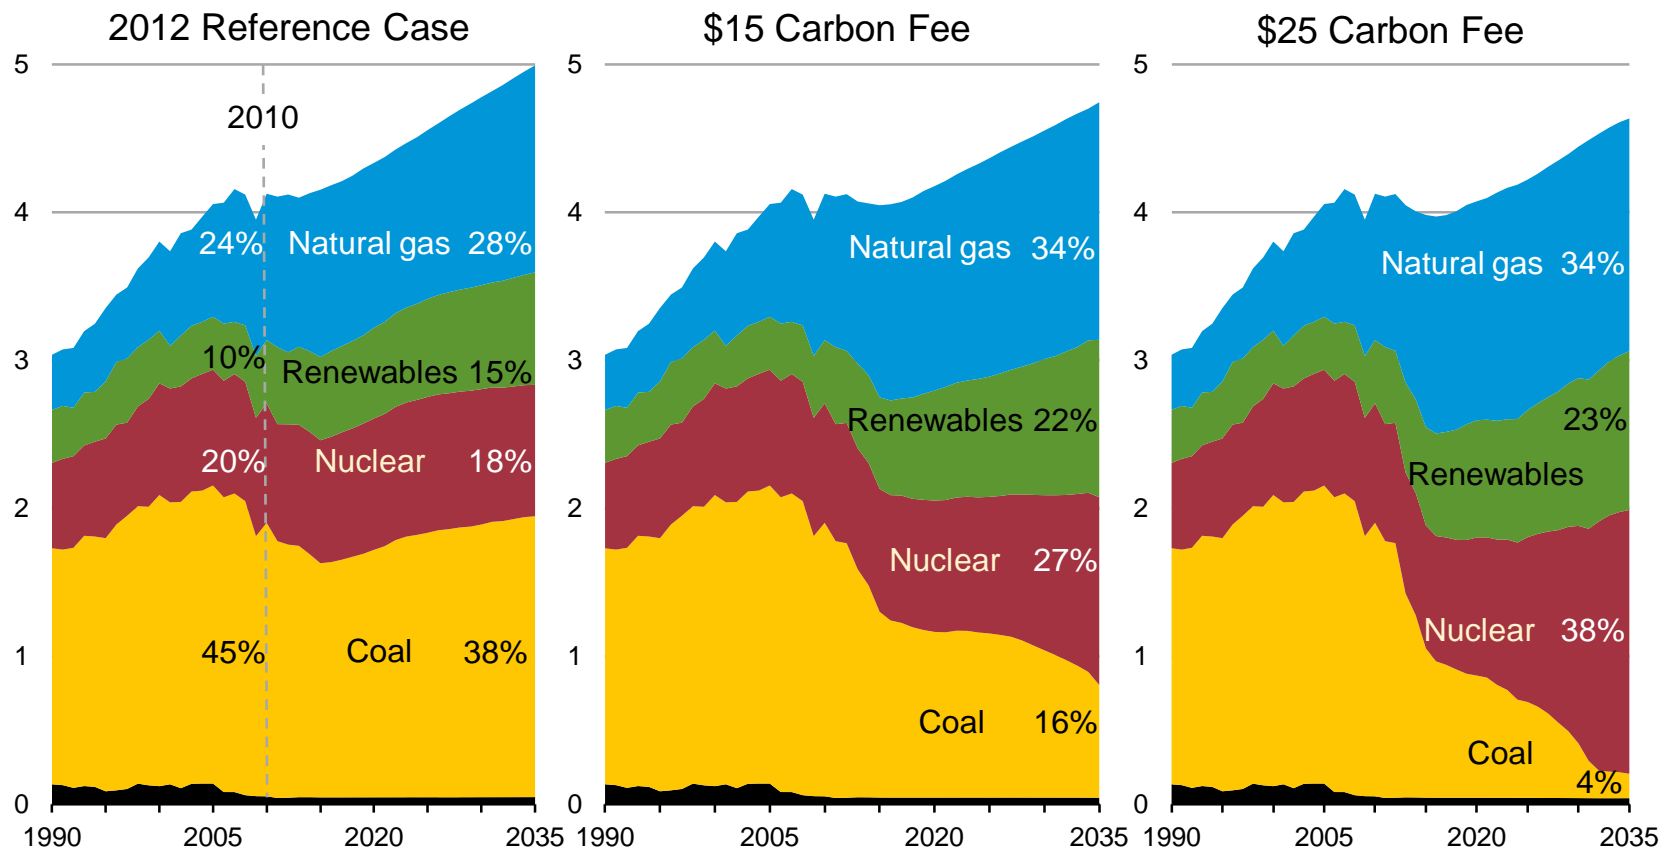 2012 Reference Case
5
2010
4
24% Natural gas 28%
3
10% Renewables 15%
20% Nuclear 18%
2
45% Coal 38%
1
0
1990 2005 2020 2035
$15 Carbon Fee
5
4
Natural gas 34%
3
Renewables 22%
2
Nuclear 27%
1
Coal 16%
0
1990 2005 2020 2035
$25 Carbon Fee
5
4
Natural gas 34%
3
23%
Renewables
2
Nuclear 38%
1
Coal
4%
0
1990 2005 2020 2035